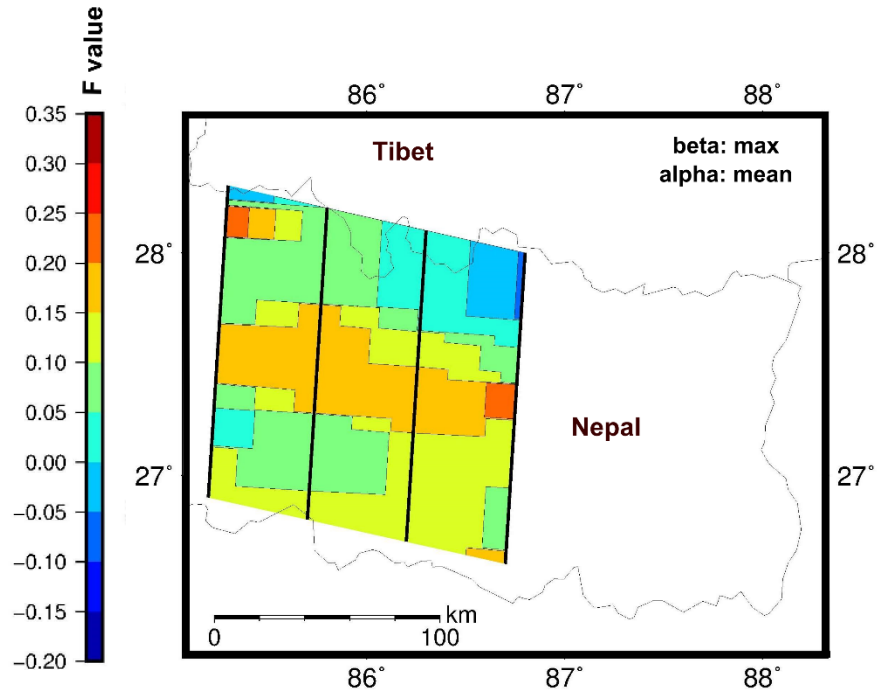 F value
0.35
0.30
0.25
0.20
0.15
0.10
0.05
0.00
−0.05
−0.10
−0.15
−0.20
86° 87° 88°
Tibet
beta: max
alpha: mean
28° 28°
Nepal
27° 27°
km
0 100
86° 87° 88°